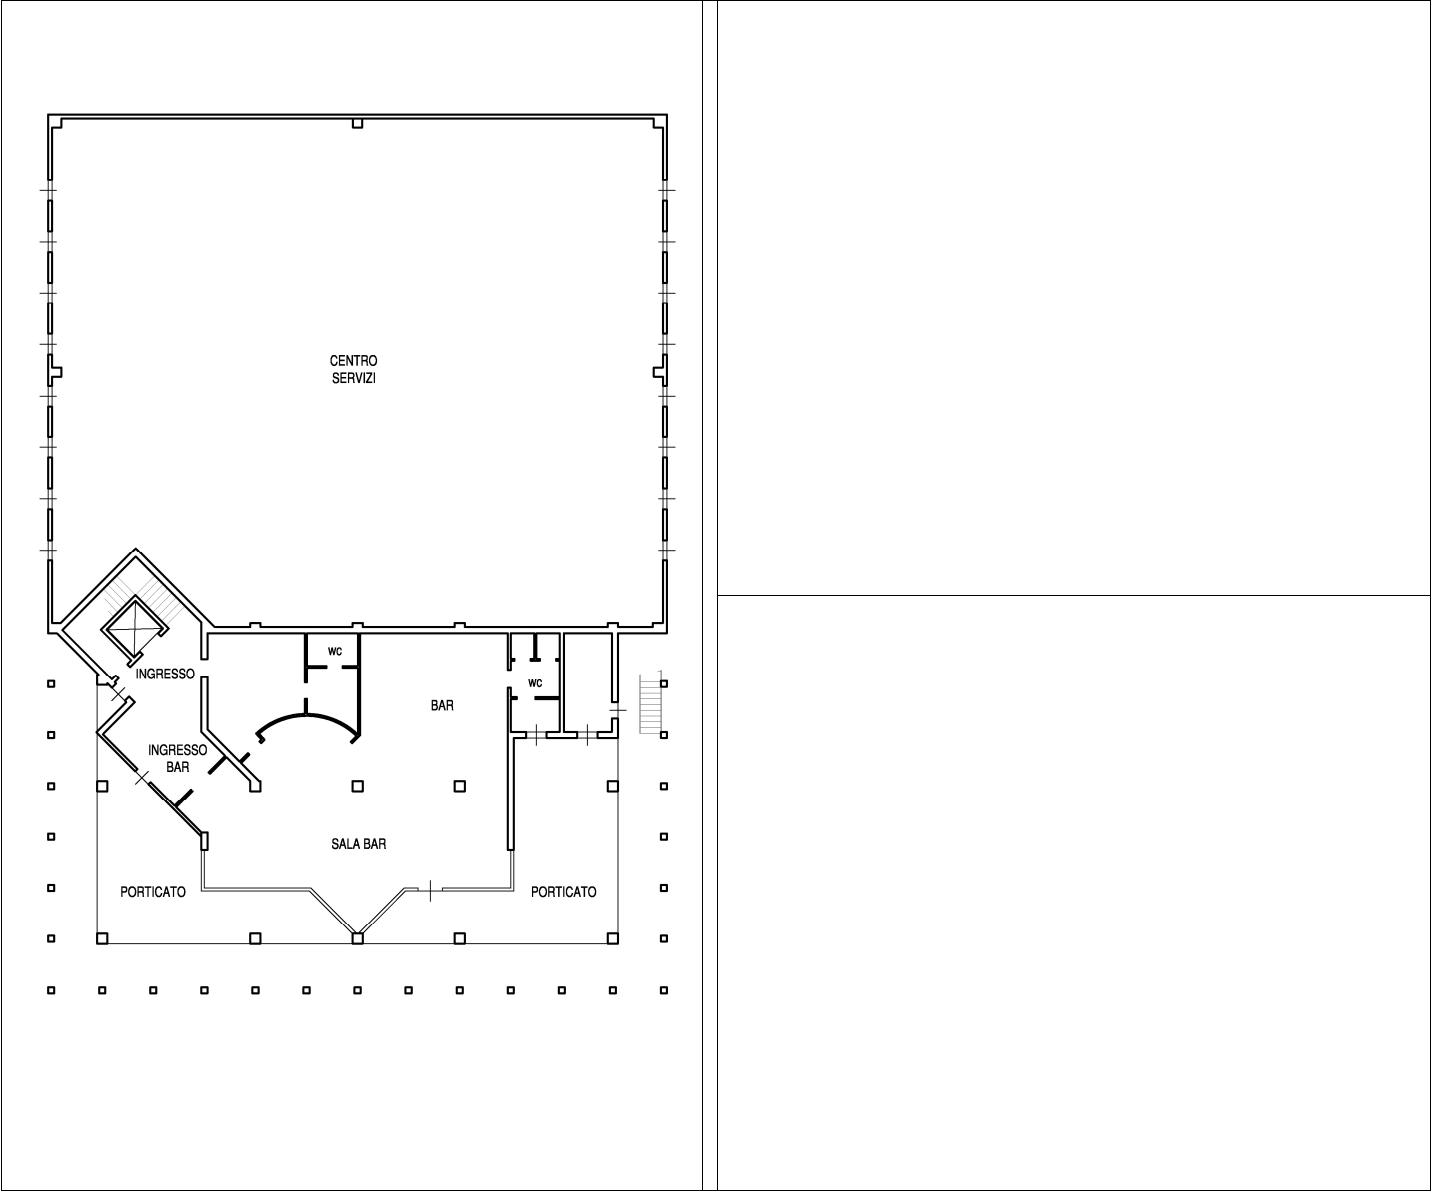 CENTRO
SERVIZI
WC
INGRESSO
WC
BAR
INGRESSO
BAR
SALA BAR
PORTICATO
PORTICATO